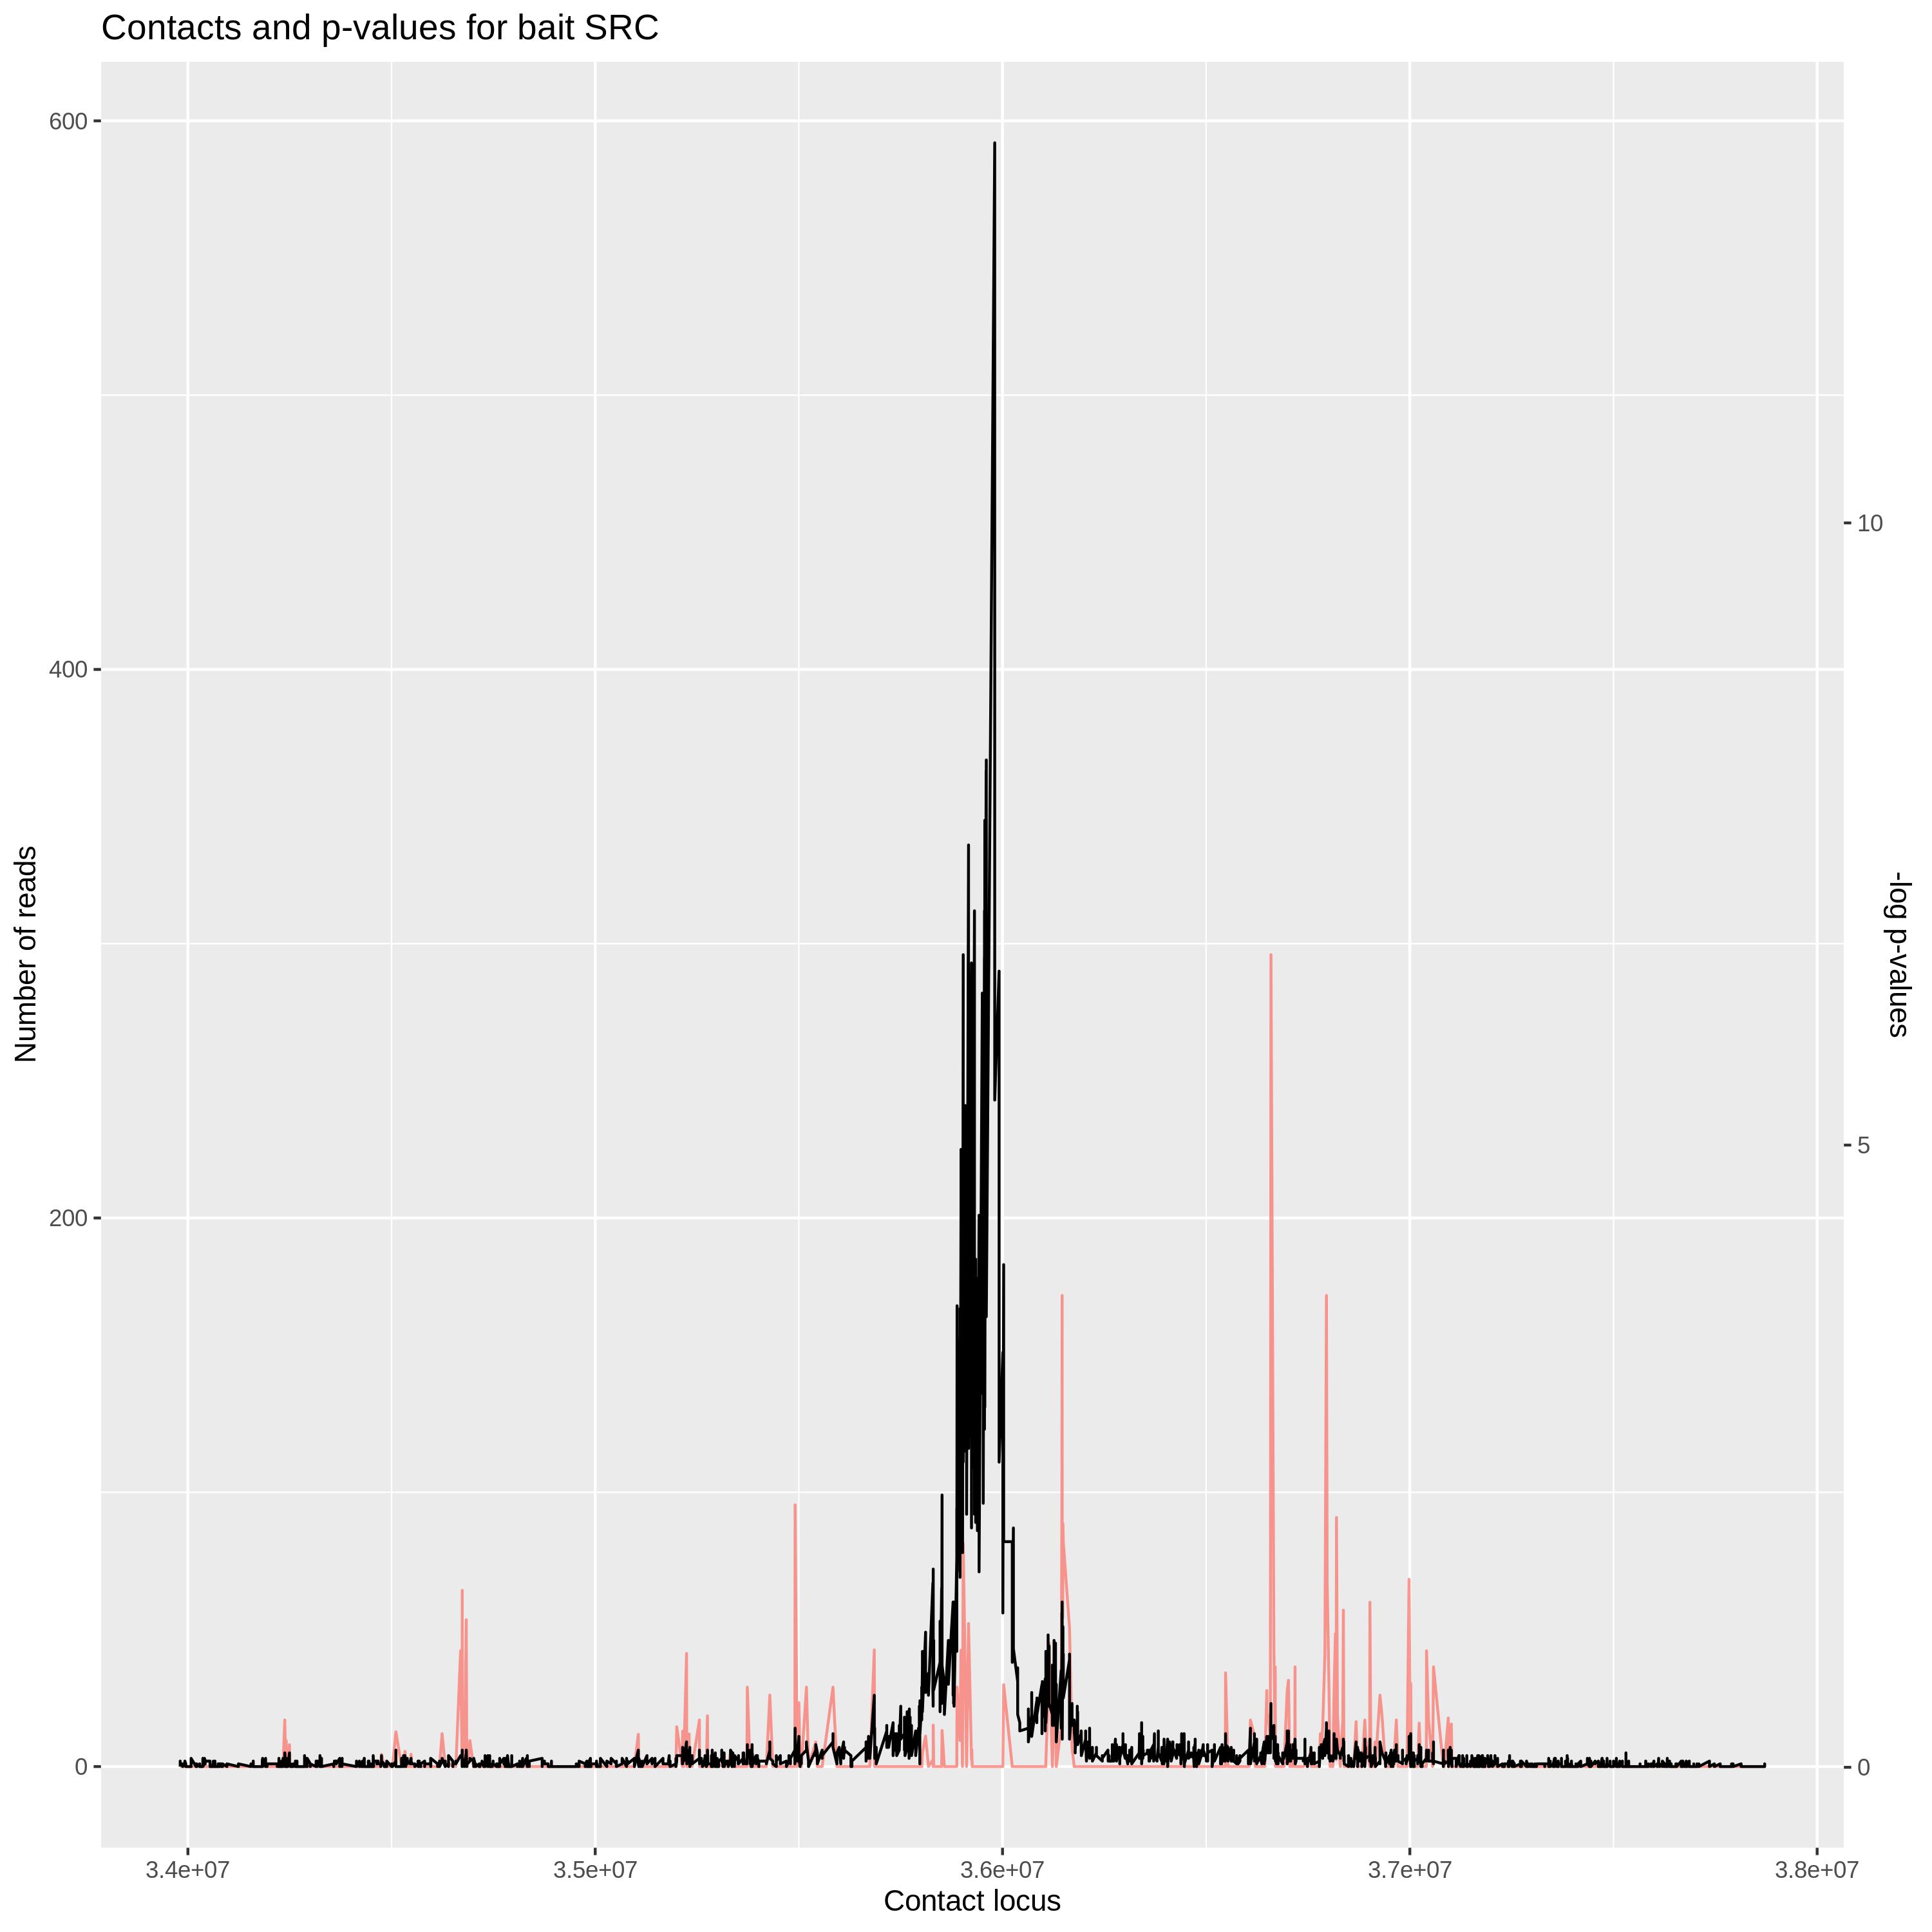 Contacts and p-values for bait SRC
600
400
200
0
Number of reads
10
5
0
-log p-values
3.4e+07
3.5e+07
3.6e+07
3.7e+07
3.8e+07
Contact locus